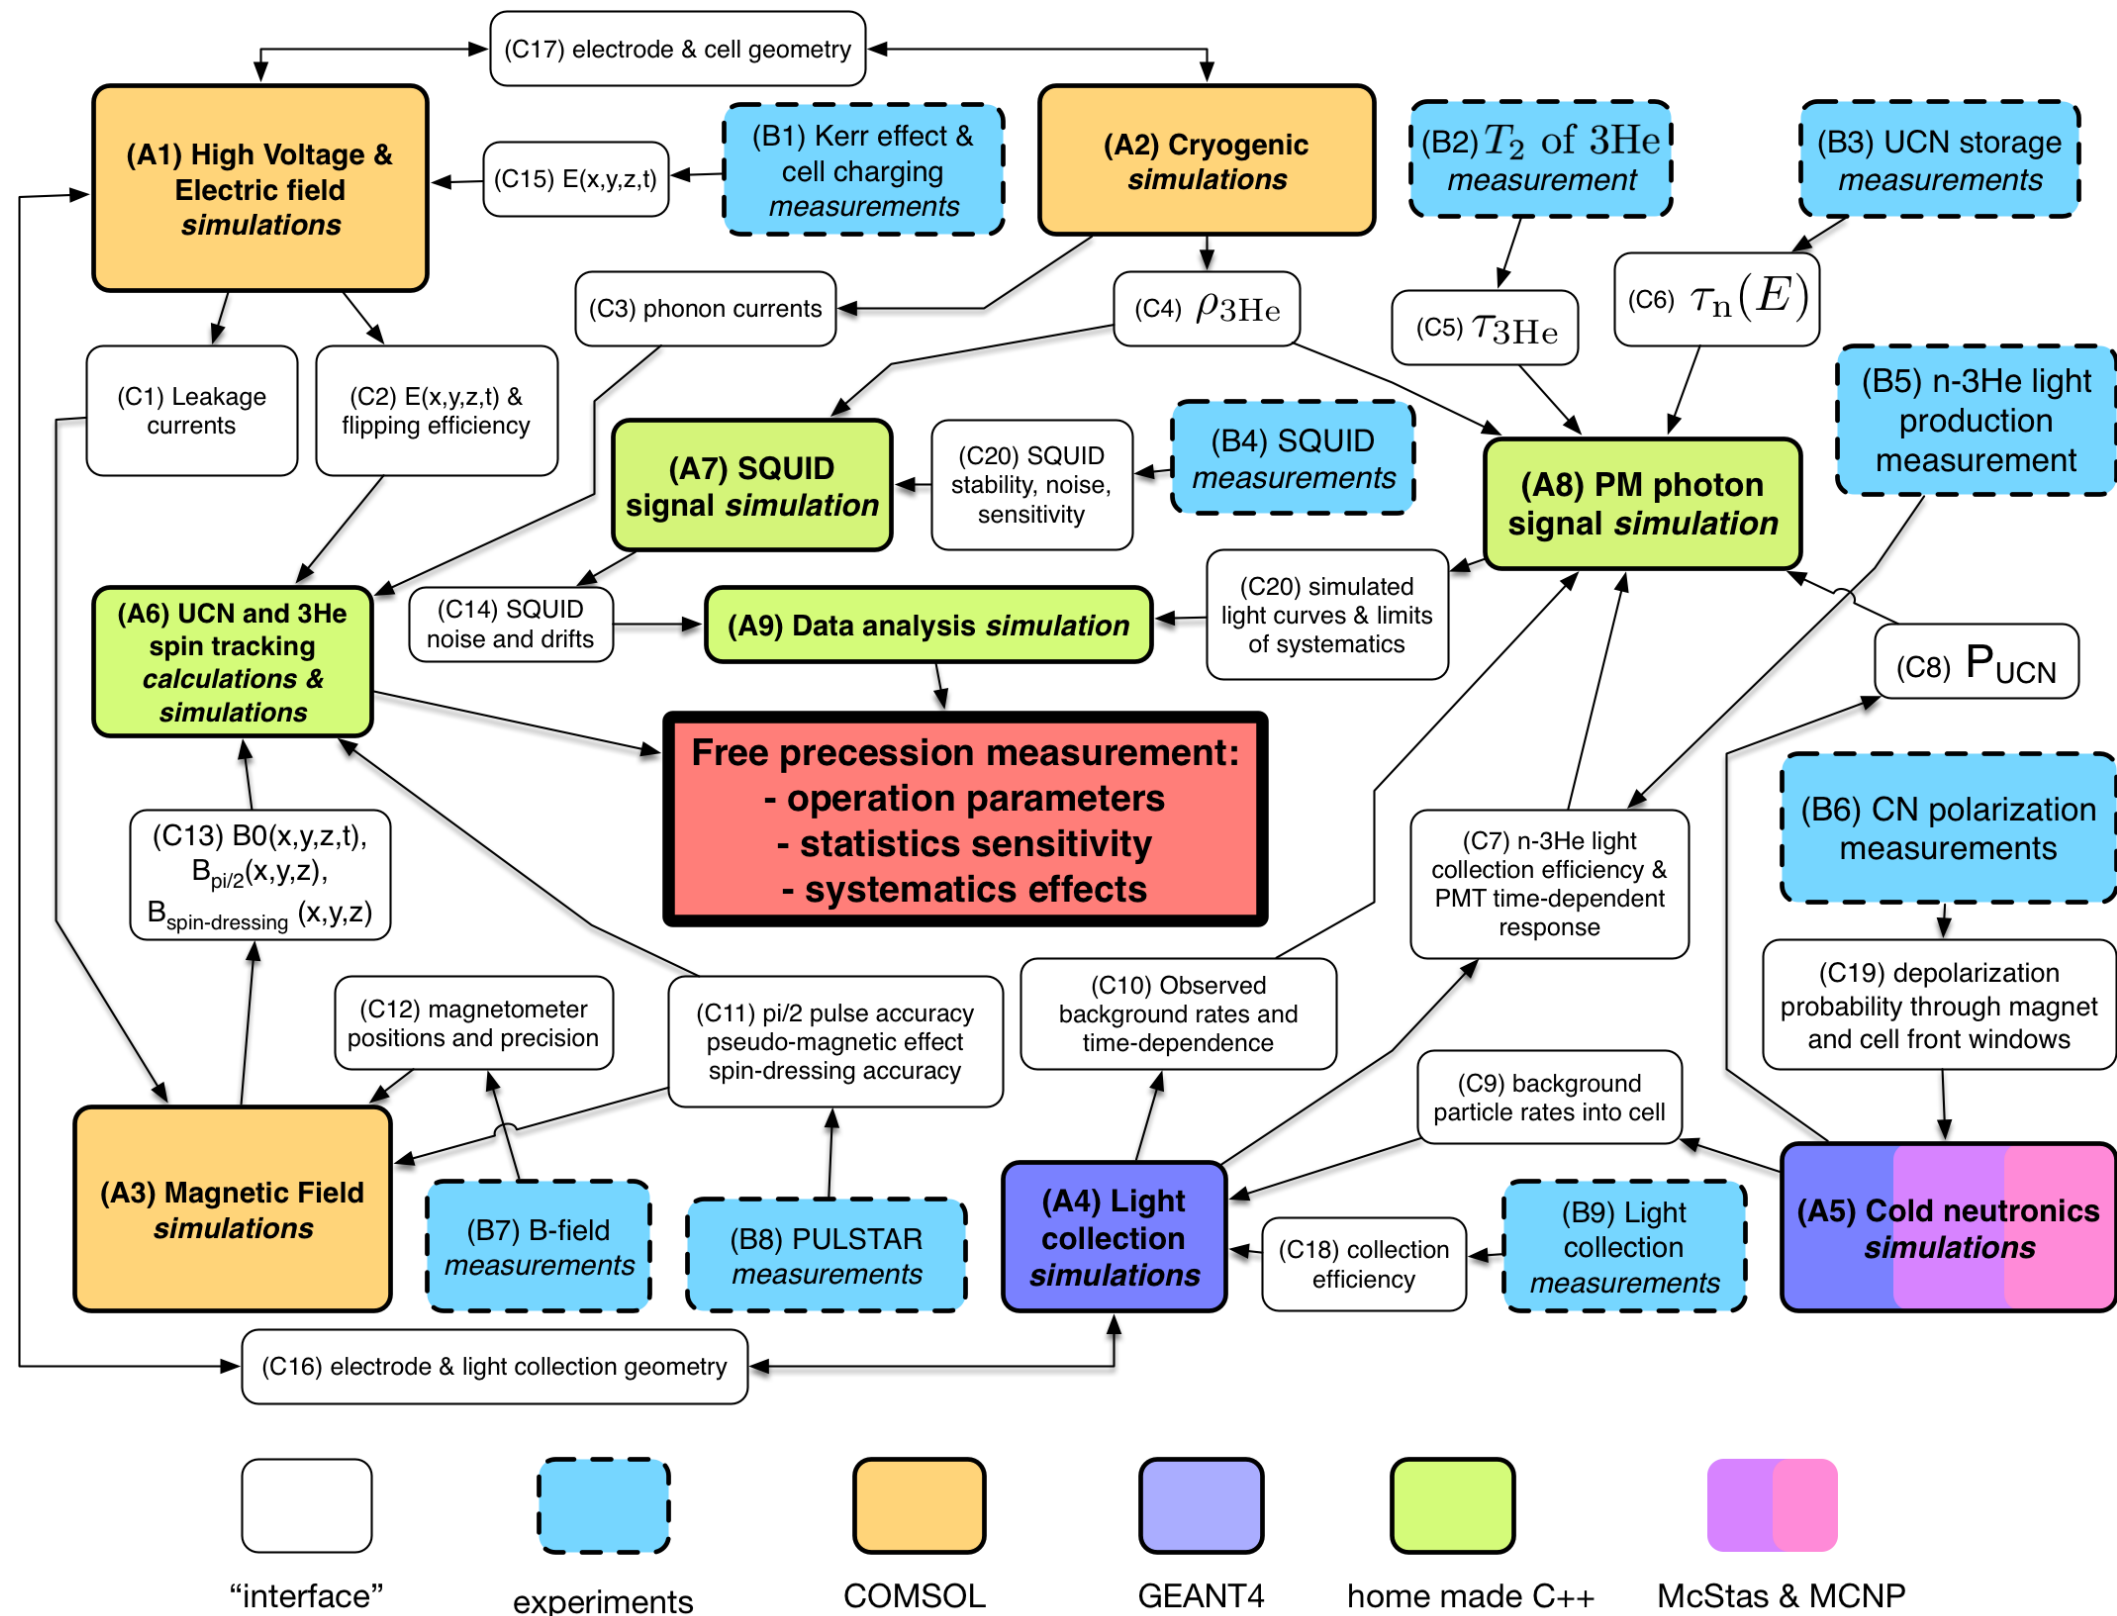 (C17) electrode & cell geometry
(A1) High Voltage &
Electric field
simulations
(C15) E(x,y,z,t)
(B1) Kerr effect &
cell charging
measurements
(A2) Cryogenic
simulations
(B2) T2 of 3He
measurement
(B3) UCN storage
measurements
(C3) phonon currents
(C4) ρ3He
(C5) τ3He
(C6) τn(E)
(C1) Leakage
currents
(C2) E(x,y,z,t) &
flipping efficiency
(A7) SQUID
signal simulation
(C20) SQUID
stability, noise,
sensitivity
(B4) SQUID
measurements
(A8) PM photon
signal simulation
(B5) n-3He light
production
measurement
(A6) UCN and 3He
spin tracking
calculations &
simulations
(C14) SQUID
noise and drifts
(A9) Data analysis simulation
(C20) simulated
light curves & limits
of systematics
(C8) PUCN
Free precession measurement:
- operation parameters
- statistics sensitivity
- systematics effects
(C13) B0(x,y,z,t),
Bpi/2(x,y,z),
Bspin-dressing (x,y,z)
(C7) n-3He light
collection efficiency &
PMT time-dependent
response
(B6) CN polarization
measurements
(C12) magnetometer
positions and precision
(C11) pi/2 pulse accuracy
pseudo-magnetic effect
spin-dressing accuracy
(C10) Observed
background rates and
time-dependence
(C19) depolarization
probability through magnet
and cell front windows
(C9) background
particle rates into cell
(A3) Magnetic Field
simulations
(B7) B-field
measurements
(B8) PULSTAR
measurements
(A4) Light
collection
simulations
(C18) collection
efficiency
(B9) Light
collection
measurements
(A5) Cold neutronics
simulations
(C16) electrode & light collection geometry
“interface”
experiments
COMSOL
GEANT4
home made C++
McStas & MCNP